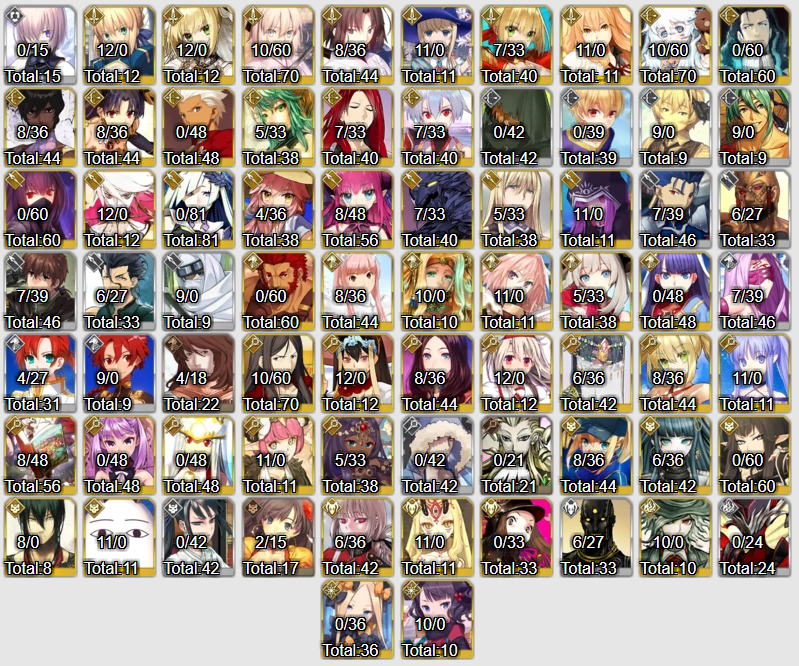 0/15 12/0 12/0 10/60 8/36 11/0 7/33 11/0 10/60 0/60
Total:15 Total:12 Total:12 Total:70 Total:44 Total:11 Total:40 Total:11 Total:70 Total:60
8/36 8/36 0/48 5/33 7/33 7/33 0/42 0/39 9/0 9/0
Total:44 Total:44 Total:48 Total:38 Total:40 Total:40 Total:42 Total:39 Total:9 Total:9
0/60 12/0 0/81 4/36 8/48 7/33 5/33 11/0 7/39 6/27
Total:60 Total:12 Total:81 Total:38 Total:56 Total:40 Total:38 Total:11 Total:46 Total:33
7/39 6/27 9/0 0/60 8/36 10/0 11/0 5/33 0/48 7/39
Total:46 Total:33 Total:9 Total:60 Total:44 Total:10 Total:11 Total:38 Total:48 Total:46
4/27 9/0 4/18 10/60 12/0 8/36 12/0 6/36 8/36 11/0
Total:31 Total:9 Total:22 Total:70 Total:12 Total:44 Total:12 Total:42 Total:44 Total:11
8/48 0/48 0/48 11/0 5/33 0/42 0/21 8/36 6/36 0/60
Total:56 Total:48 Total:48 Total:11 Total:38 Total:42 Total:21 Total:44 Total:42 Total:60
8/0 11/0 0/42 2/15 6/36 11/0 0/33 6/27 10/0 0/24
Total:8 Total:11 Total:42 Total:17 Total:42 Total:11 Total:33 Total:33 Total:10 Total:24
0/36 10/0
Total:36 Total:10